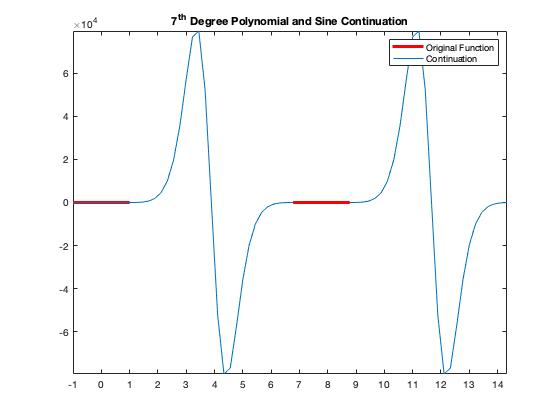 7th Degree Polynomial and Sine Continuation
×10^4
Original Function
Continuation
6
4
2
0
-2
-4
-6
-1 0 1 2 3 4 5 6 7 8 9 10 11 12 13 14